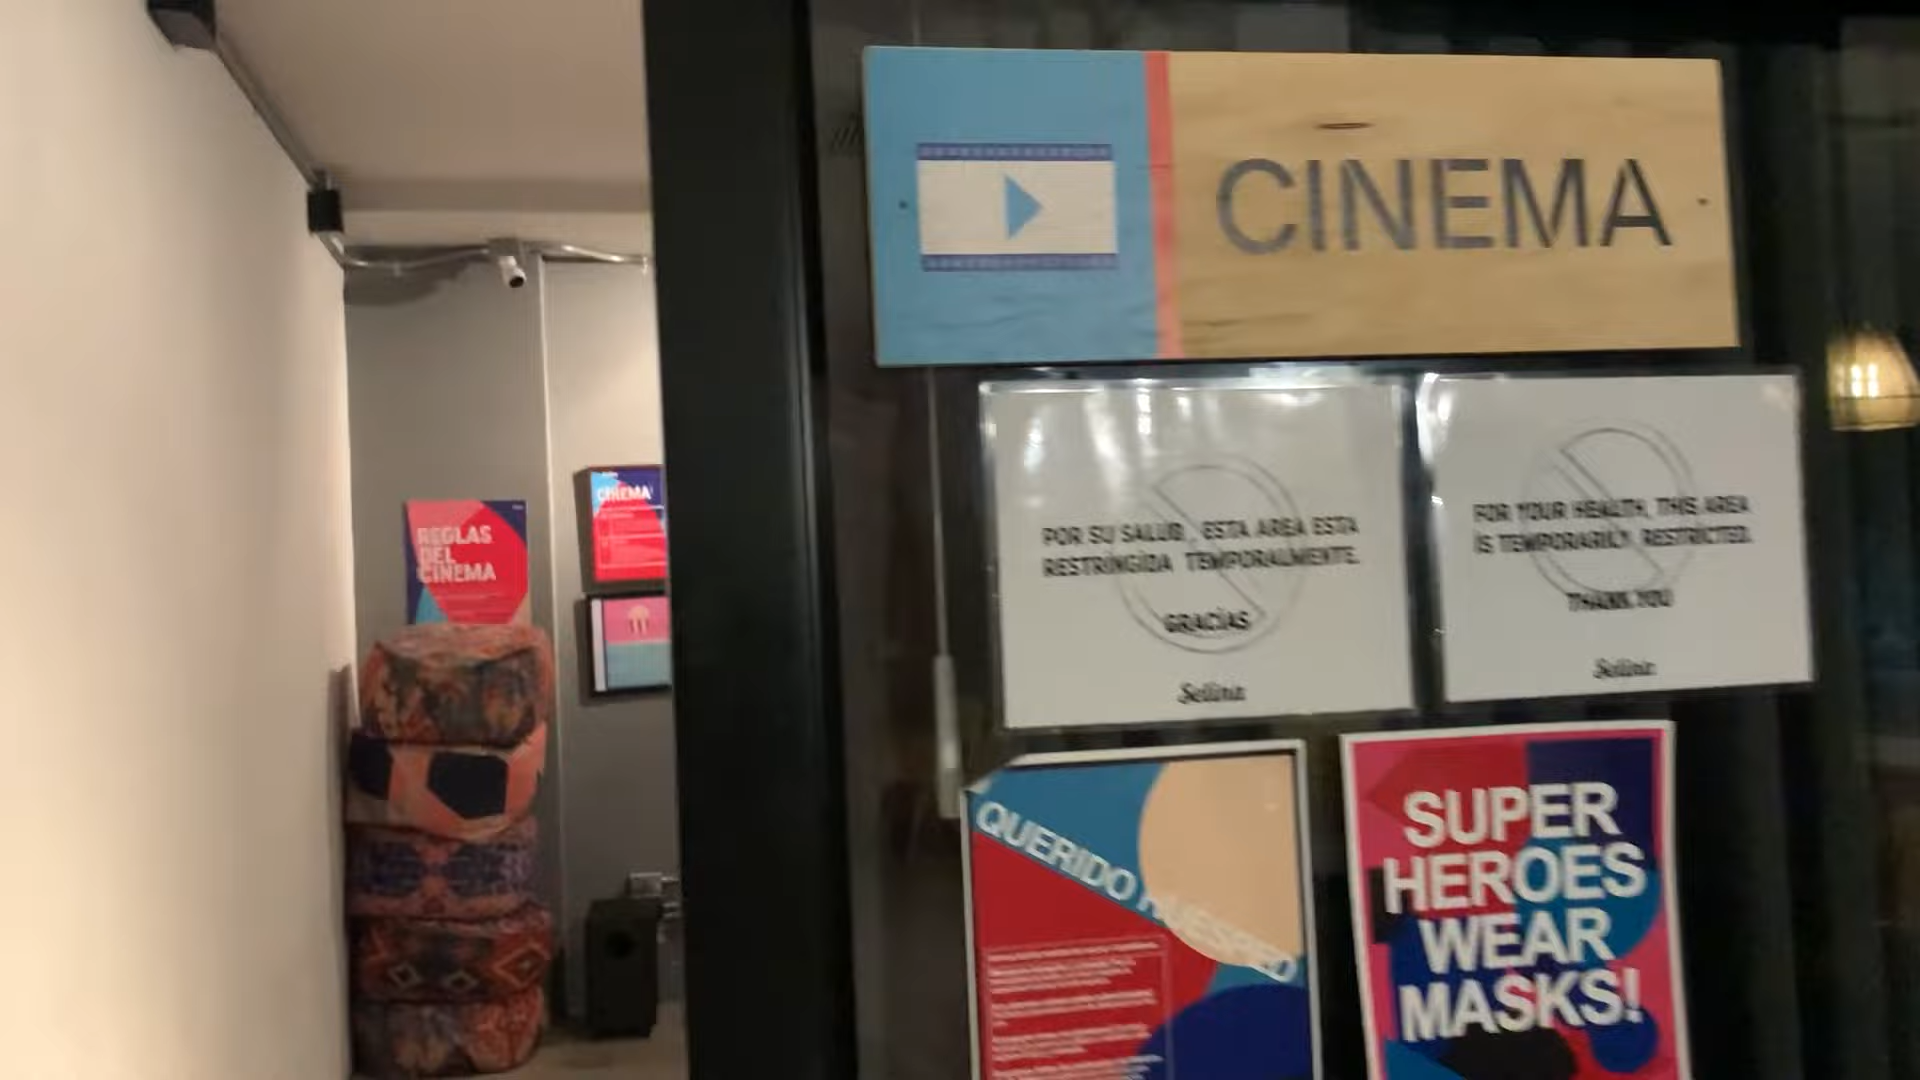 CINEMA
POR SU SALUD, ESTA AREA ESTA
RESTRINGIDA TEMPORALMENTE.
GRACIAS
Selina
FOR YOUR HEALTH, THIS AREA
IS TEMPORARILY RESTRICTED.
THANK YOU
Selina
REGLAS
DEL
CINEMA
CINEMA
QUERIDO HUESPED
SUPER
HEROES
WEAR
MASKS!